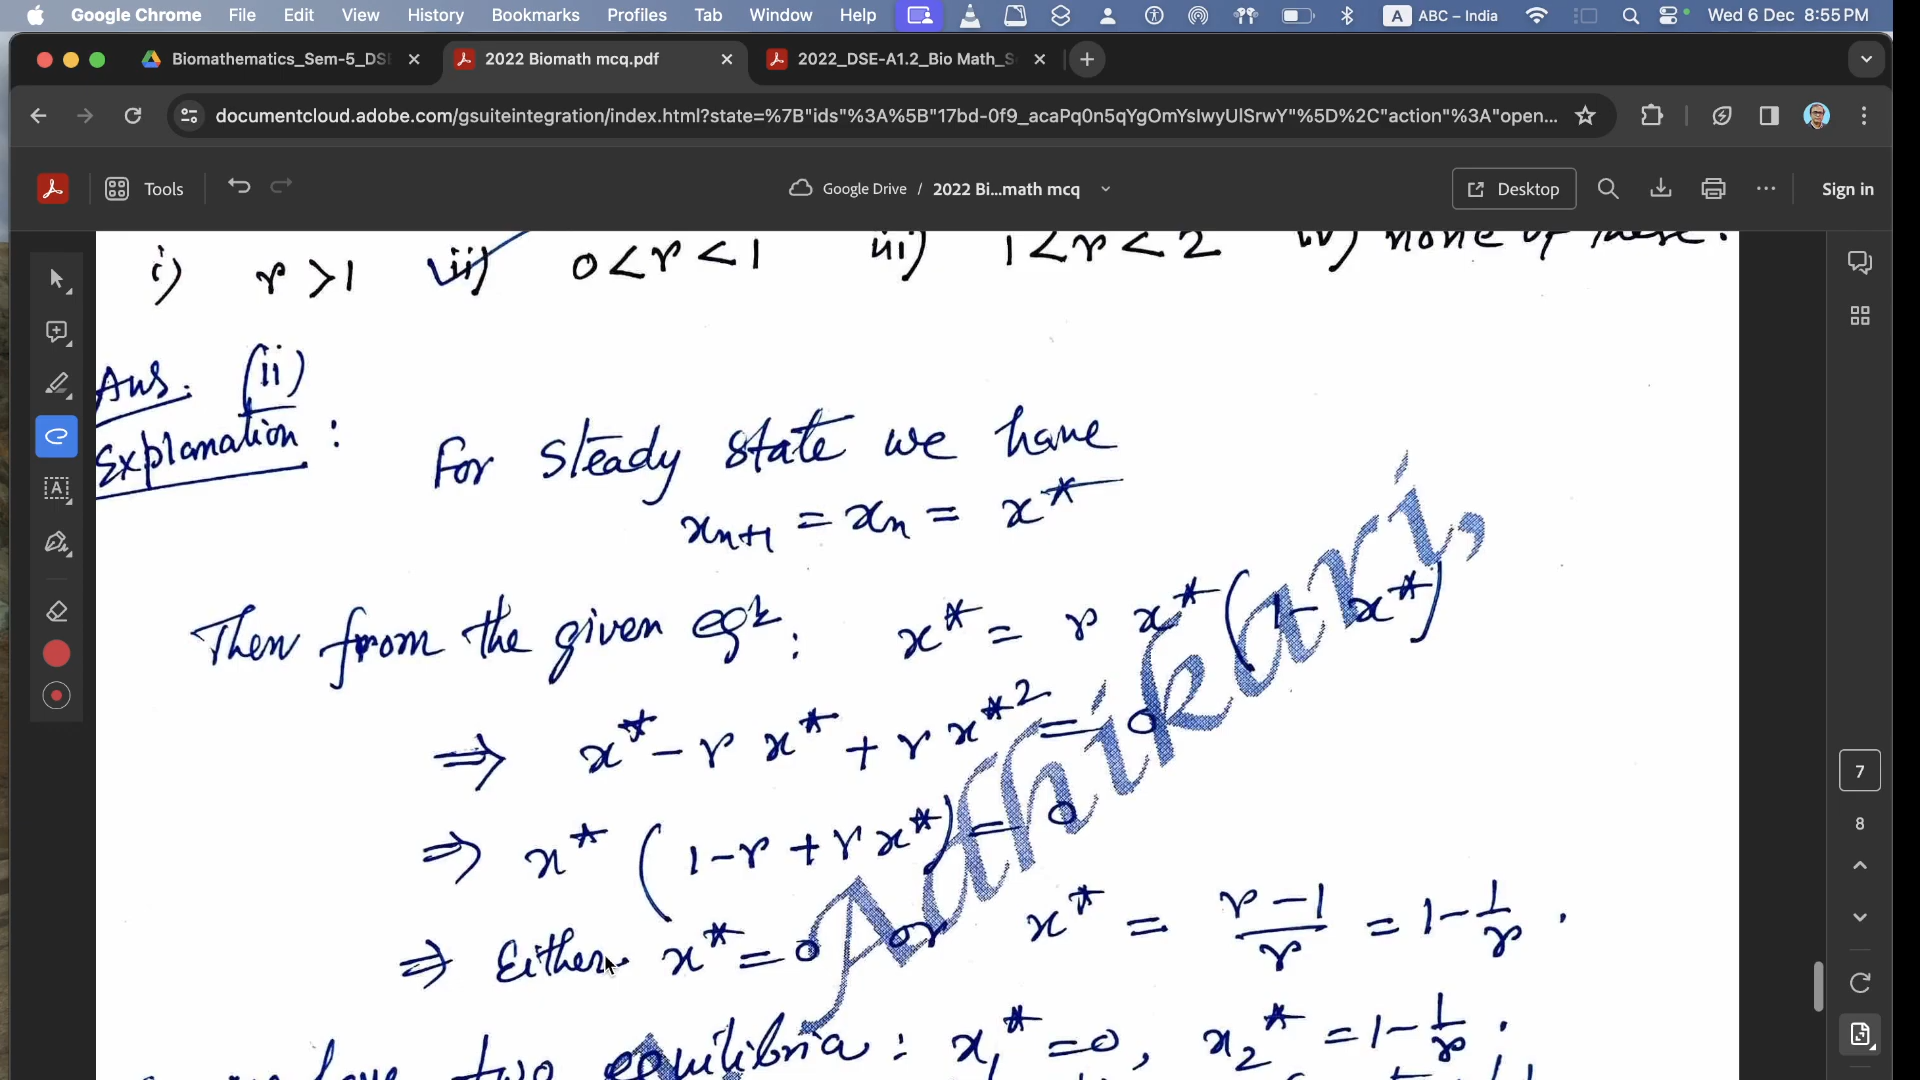 Google Chrome File Edit View History Bookmarks Profiles Tab Window Help A ABC – India Wed 6 Dec 8:55 PM
Biomathematics_Sem-5_DS 2022 Biomath mcq.pdf 2022_DSE-A1.2_Bio Math_S
documentcloud.adobe.com/gsuiteintegration/index.html?state=%7B"ids"%3A%5B"17bd-0f9_acaPq0n5qYgOmYsIwyUlSrwY"%5D%2C"action"%3A"open...
Tools Google Drive / 2022 Bi...math mcq Desktop Sign in
i) r > 1 ii) 0 < r < 1 iii) 1 < r < 2 iv) none of these.
Ans. (ii)
Explanation : For steady state we have
xn+1 = xn = x*
Then from the given eqn. : x* = r x* (1 - x*)
⇒ x* - r x* + r x*² = 0
⇒ x* (1 - r + r x*) = 0
⇒ Either x* = 0 or x* = (r - 1)/r = 1 - 1/r .
have two equilibria : x₁* = 0, x₂* = 1 - 1/r .
Adhikari,
7
8